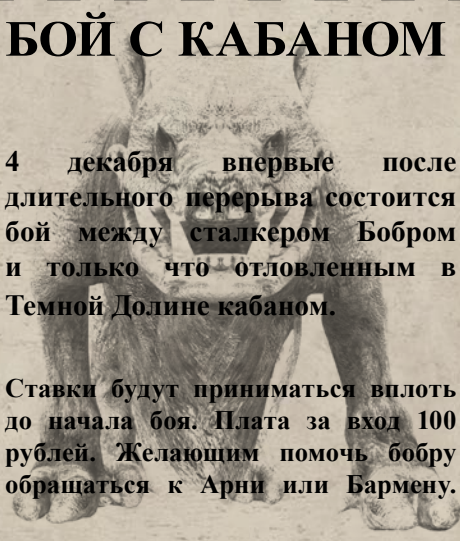 БОЙ С КАБАНОМ
4 декабря впервые после
длительного перерыва состоится
бой между сталкером Бобром
и только что отловленным в
Темной Долине кабаном.
Ставки будут приниматься вплоть
до начала боя. Плата за вход 100
рублей. Желающим помочь бобру
обращаться к Арни или Бармену.